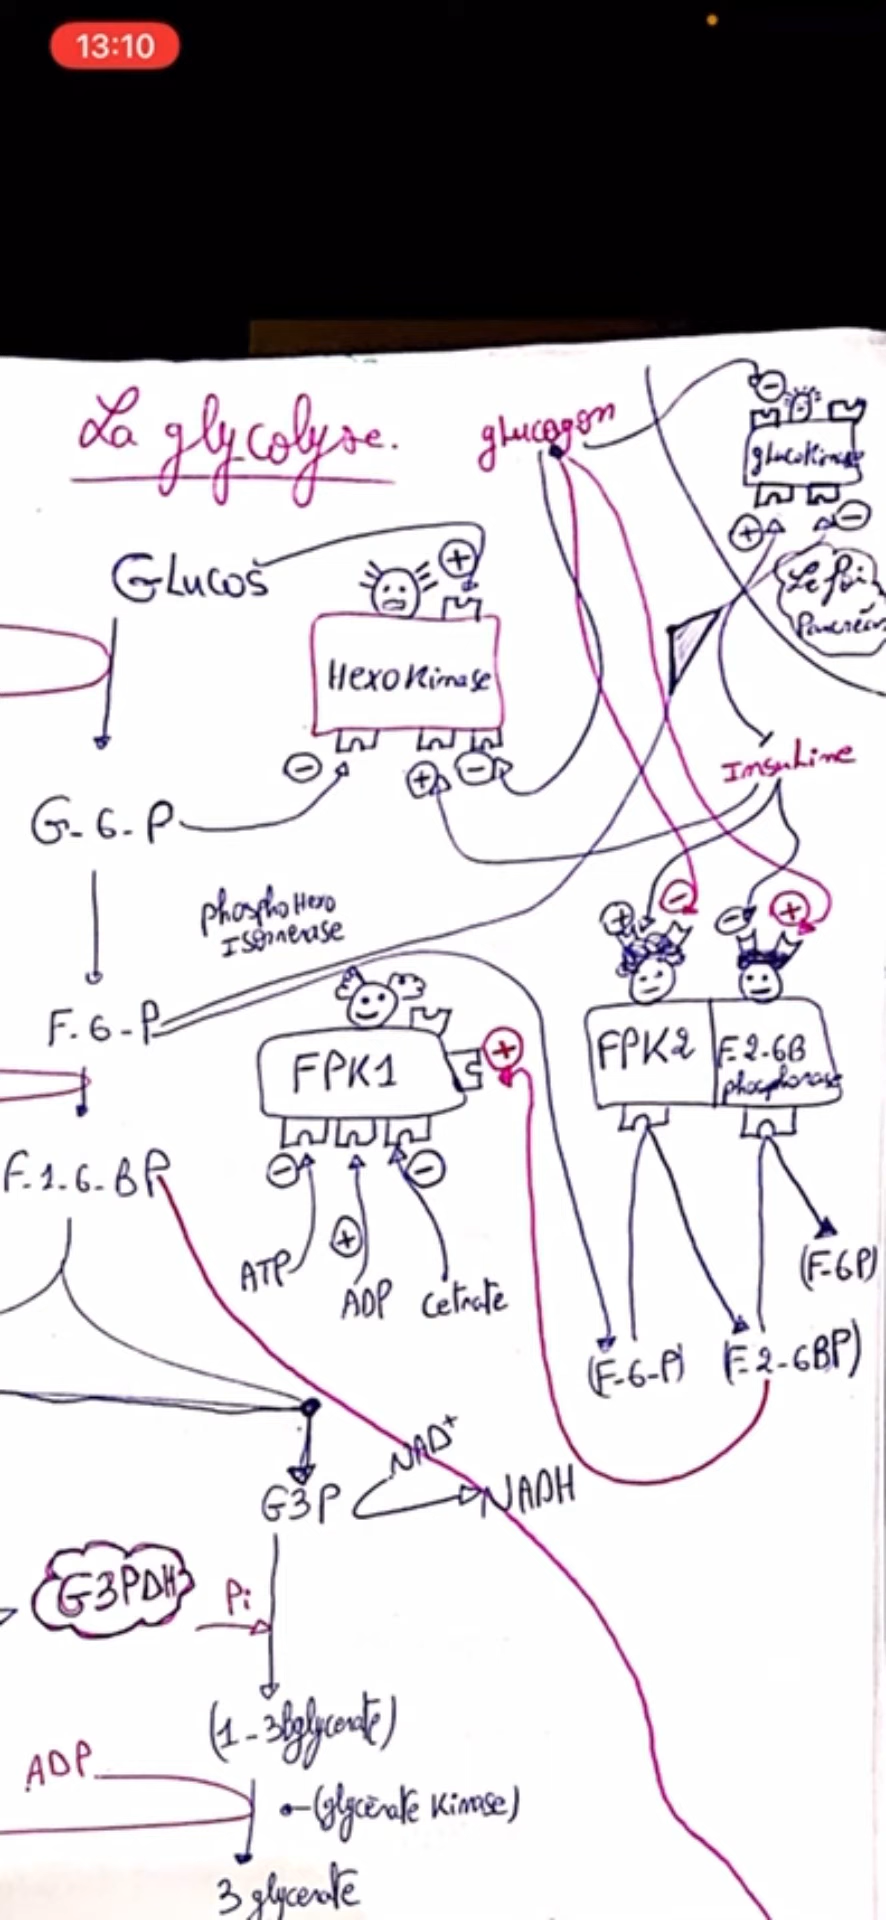 13:10
La glycolyse.
glucagon
glucokinase
+
-
-
Le foi
Pancréas
Glucos
+
Hexokinase
-
+
-
Insuline
G-6-P
phosphoHexo
Isomerase
+
-
-
+
F.6-P
FPK1
+
FPK2
F.2-6B
phosphorase
F.1.6-BP
-
+
-
ATP
ADP
cetrate
(F-6P)
(F-6-P)
(F.2-6BP)
NAD+
G3P
NADH
G3PDH
Pi
(1-3bglycerate)
ADP
(glycerate kinase)
3 glycerate